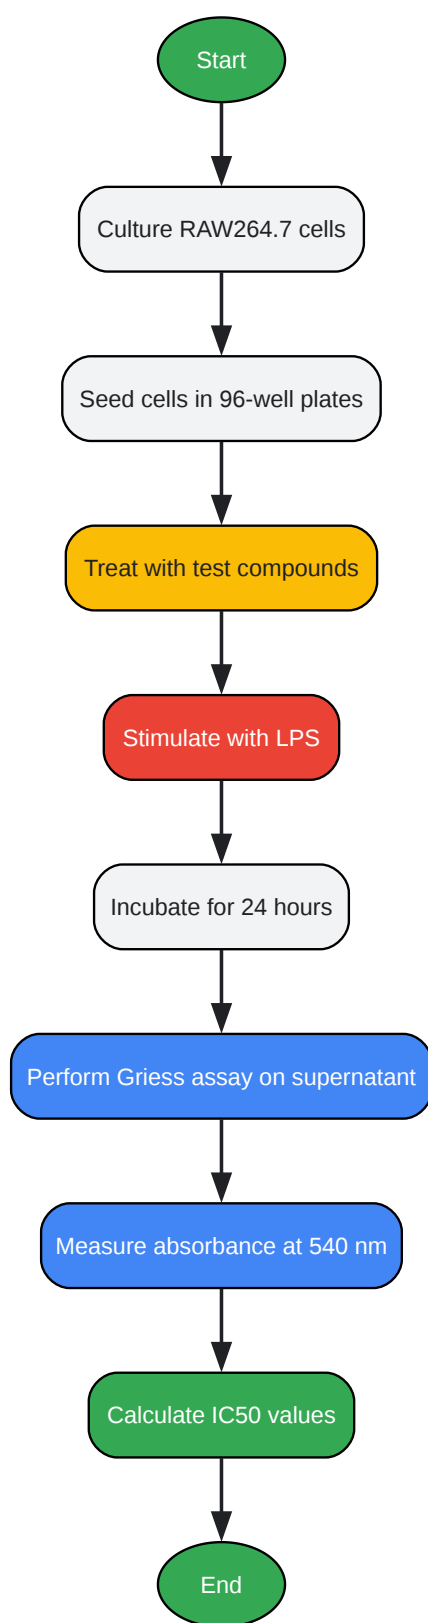 Start
Culture RAW264.7 cells
Seed cells in 96-well plates
Treat with test compounds
Stimulate with LPS
Incubate for 24 hours
Perform Griess assay on supernatant
Measure absorbance at 540 nm
Calculate IC50 values
End